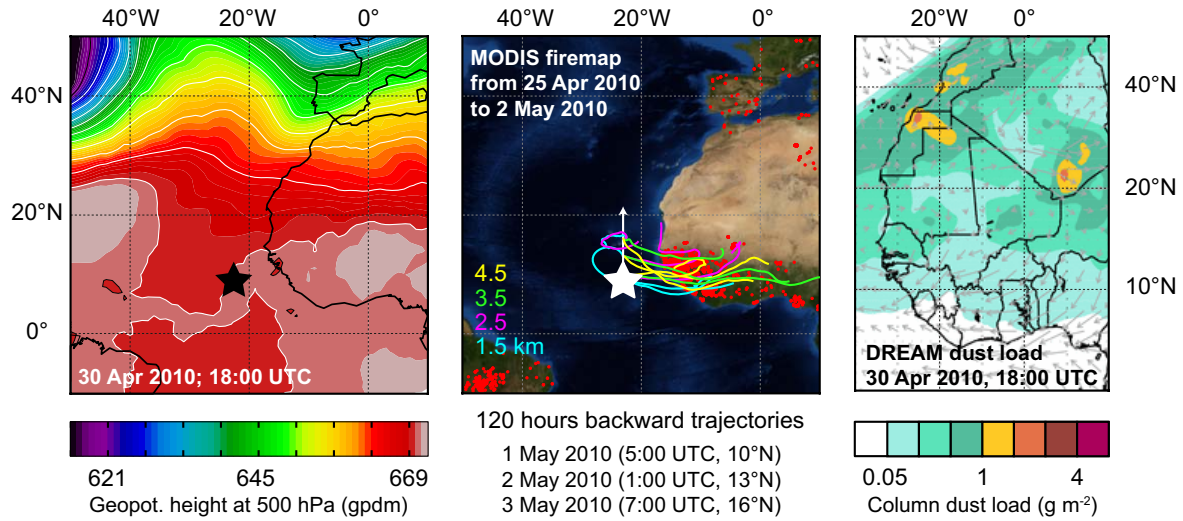 40°W 20°W 0°
40°W 20°W 0°
20°W 0°
40°N
20°N
0°
30 Apr 2010; 18:00 UTC
621 645 669
Geopot. height at 500 hPa (gpdm)
MODIS firemap
from 25 Apr 2010
to 2 May 2010
4.5
3.5
2.5
1.5 km
120 hours backward trajectories
1 May 2010 (5:00 UTC, 10°N)
2 May 2010 (1:00 UTC, 13°N)
3 May 2010 (7:00 UTC, 16°N)
40°N
20°N
10°N
DREAM dust load
30 Apr 2010, 18:00 UTC
0.05 1 4
Column dust load (g m⁻²)